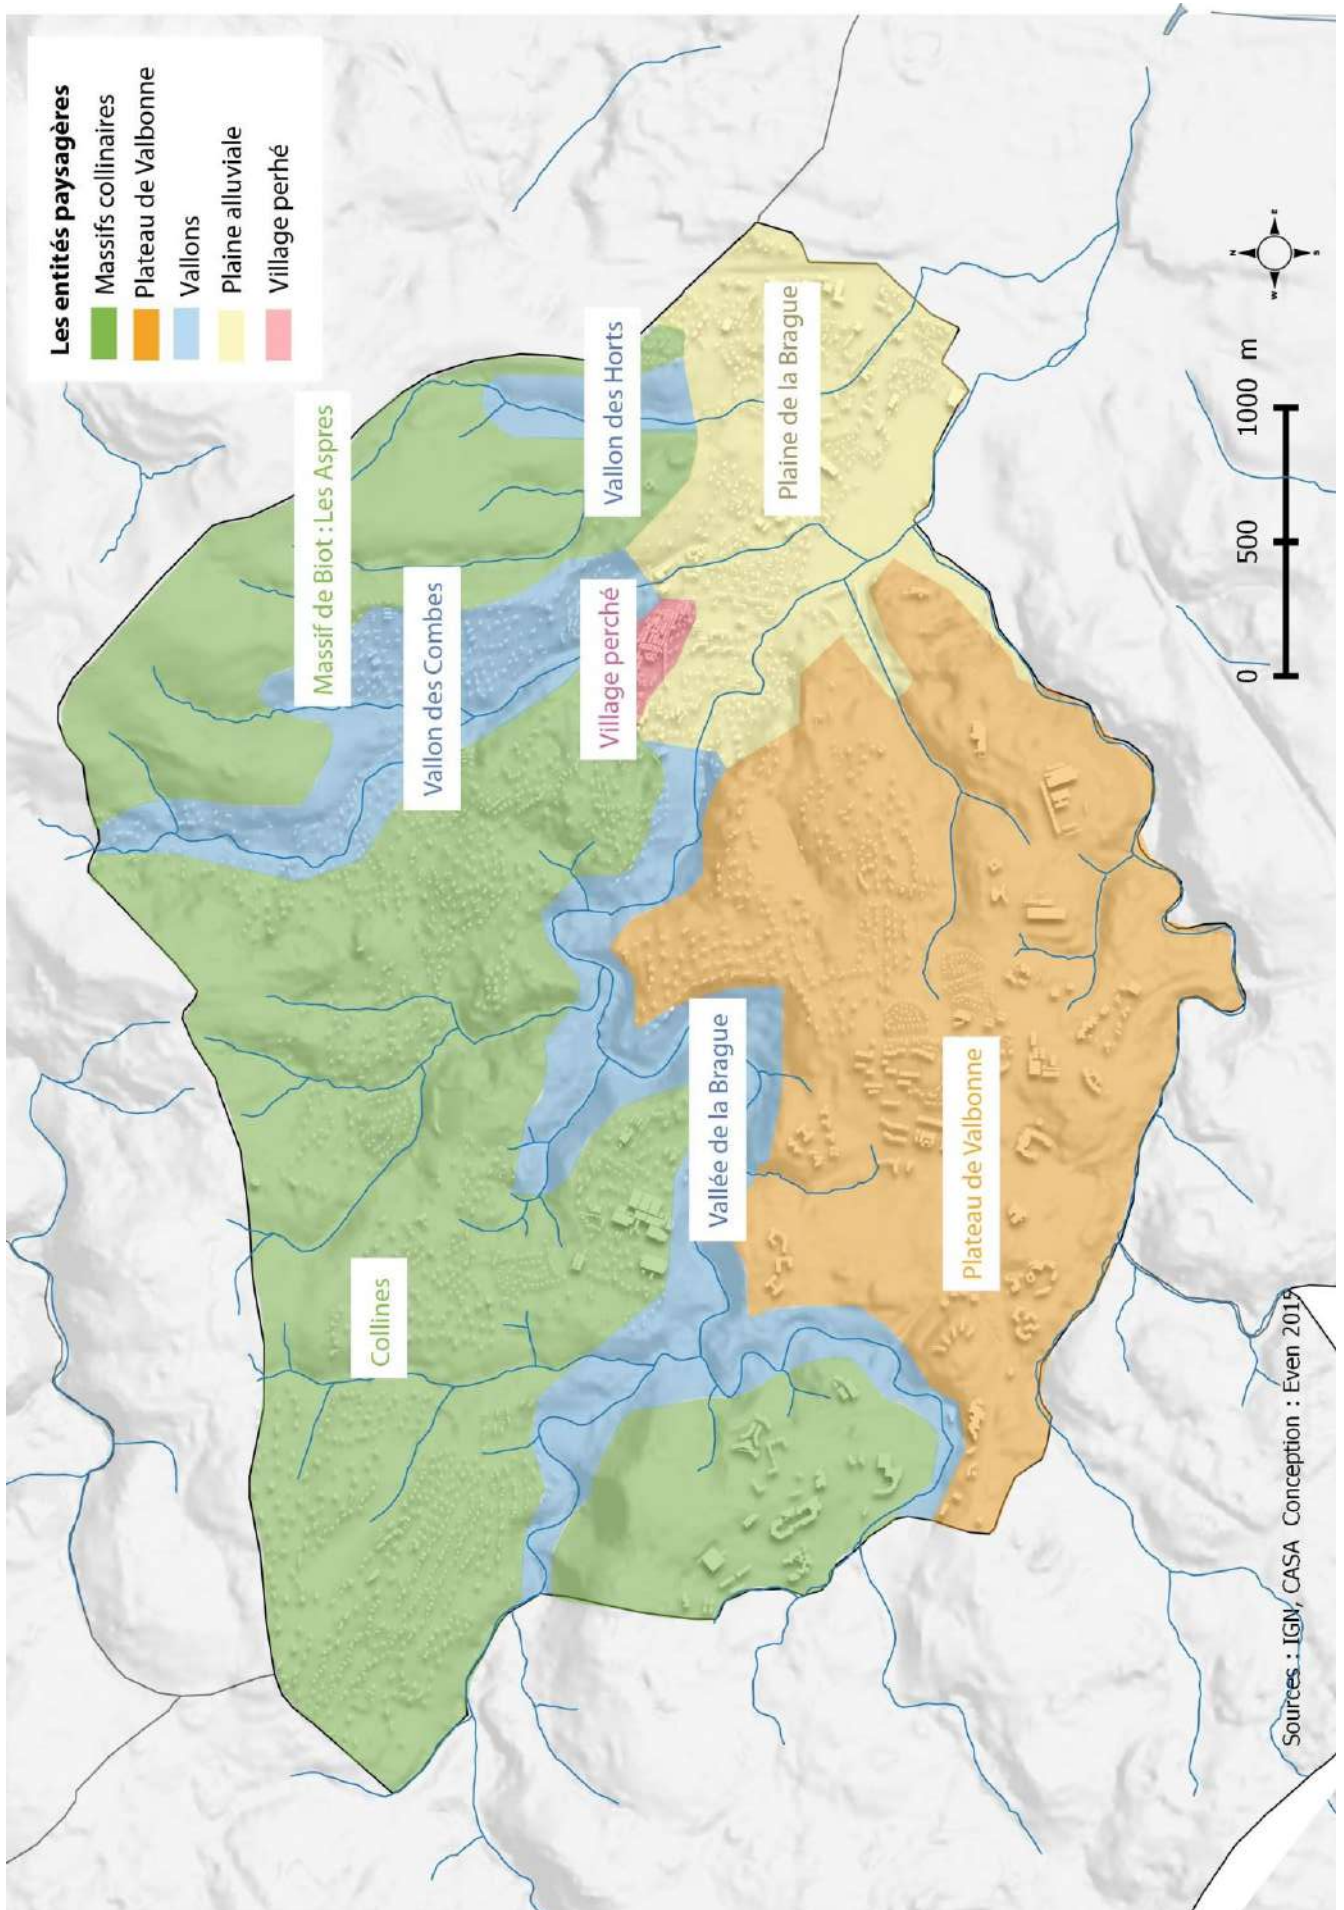 Les entités paysagères
Massifs collinaires
Plateau de Valbonne
Vallons
Plaine alluviale
Village perhé
Massif de Biot : Les Aspres
Vallon des Combes
Vallon des Horts
Collines
Village perché
Vallée de la Brague
Plaine de la Brague
Plateau de Valbonne
N
W
E
S
0 500 1000 m
Sources : IGN, CASA Conception : Even 2015